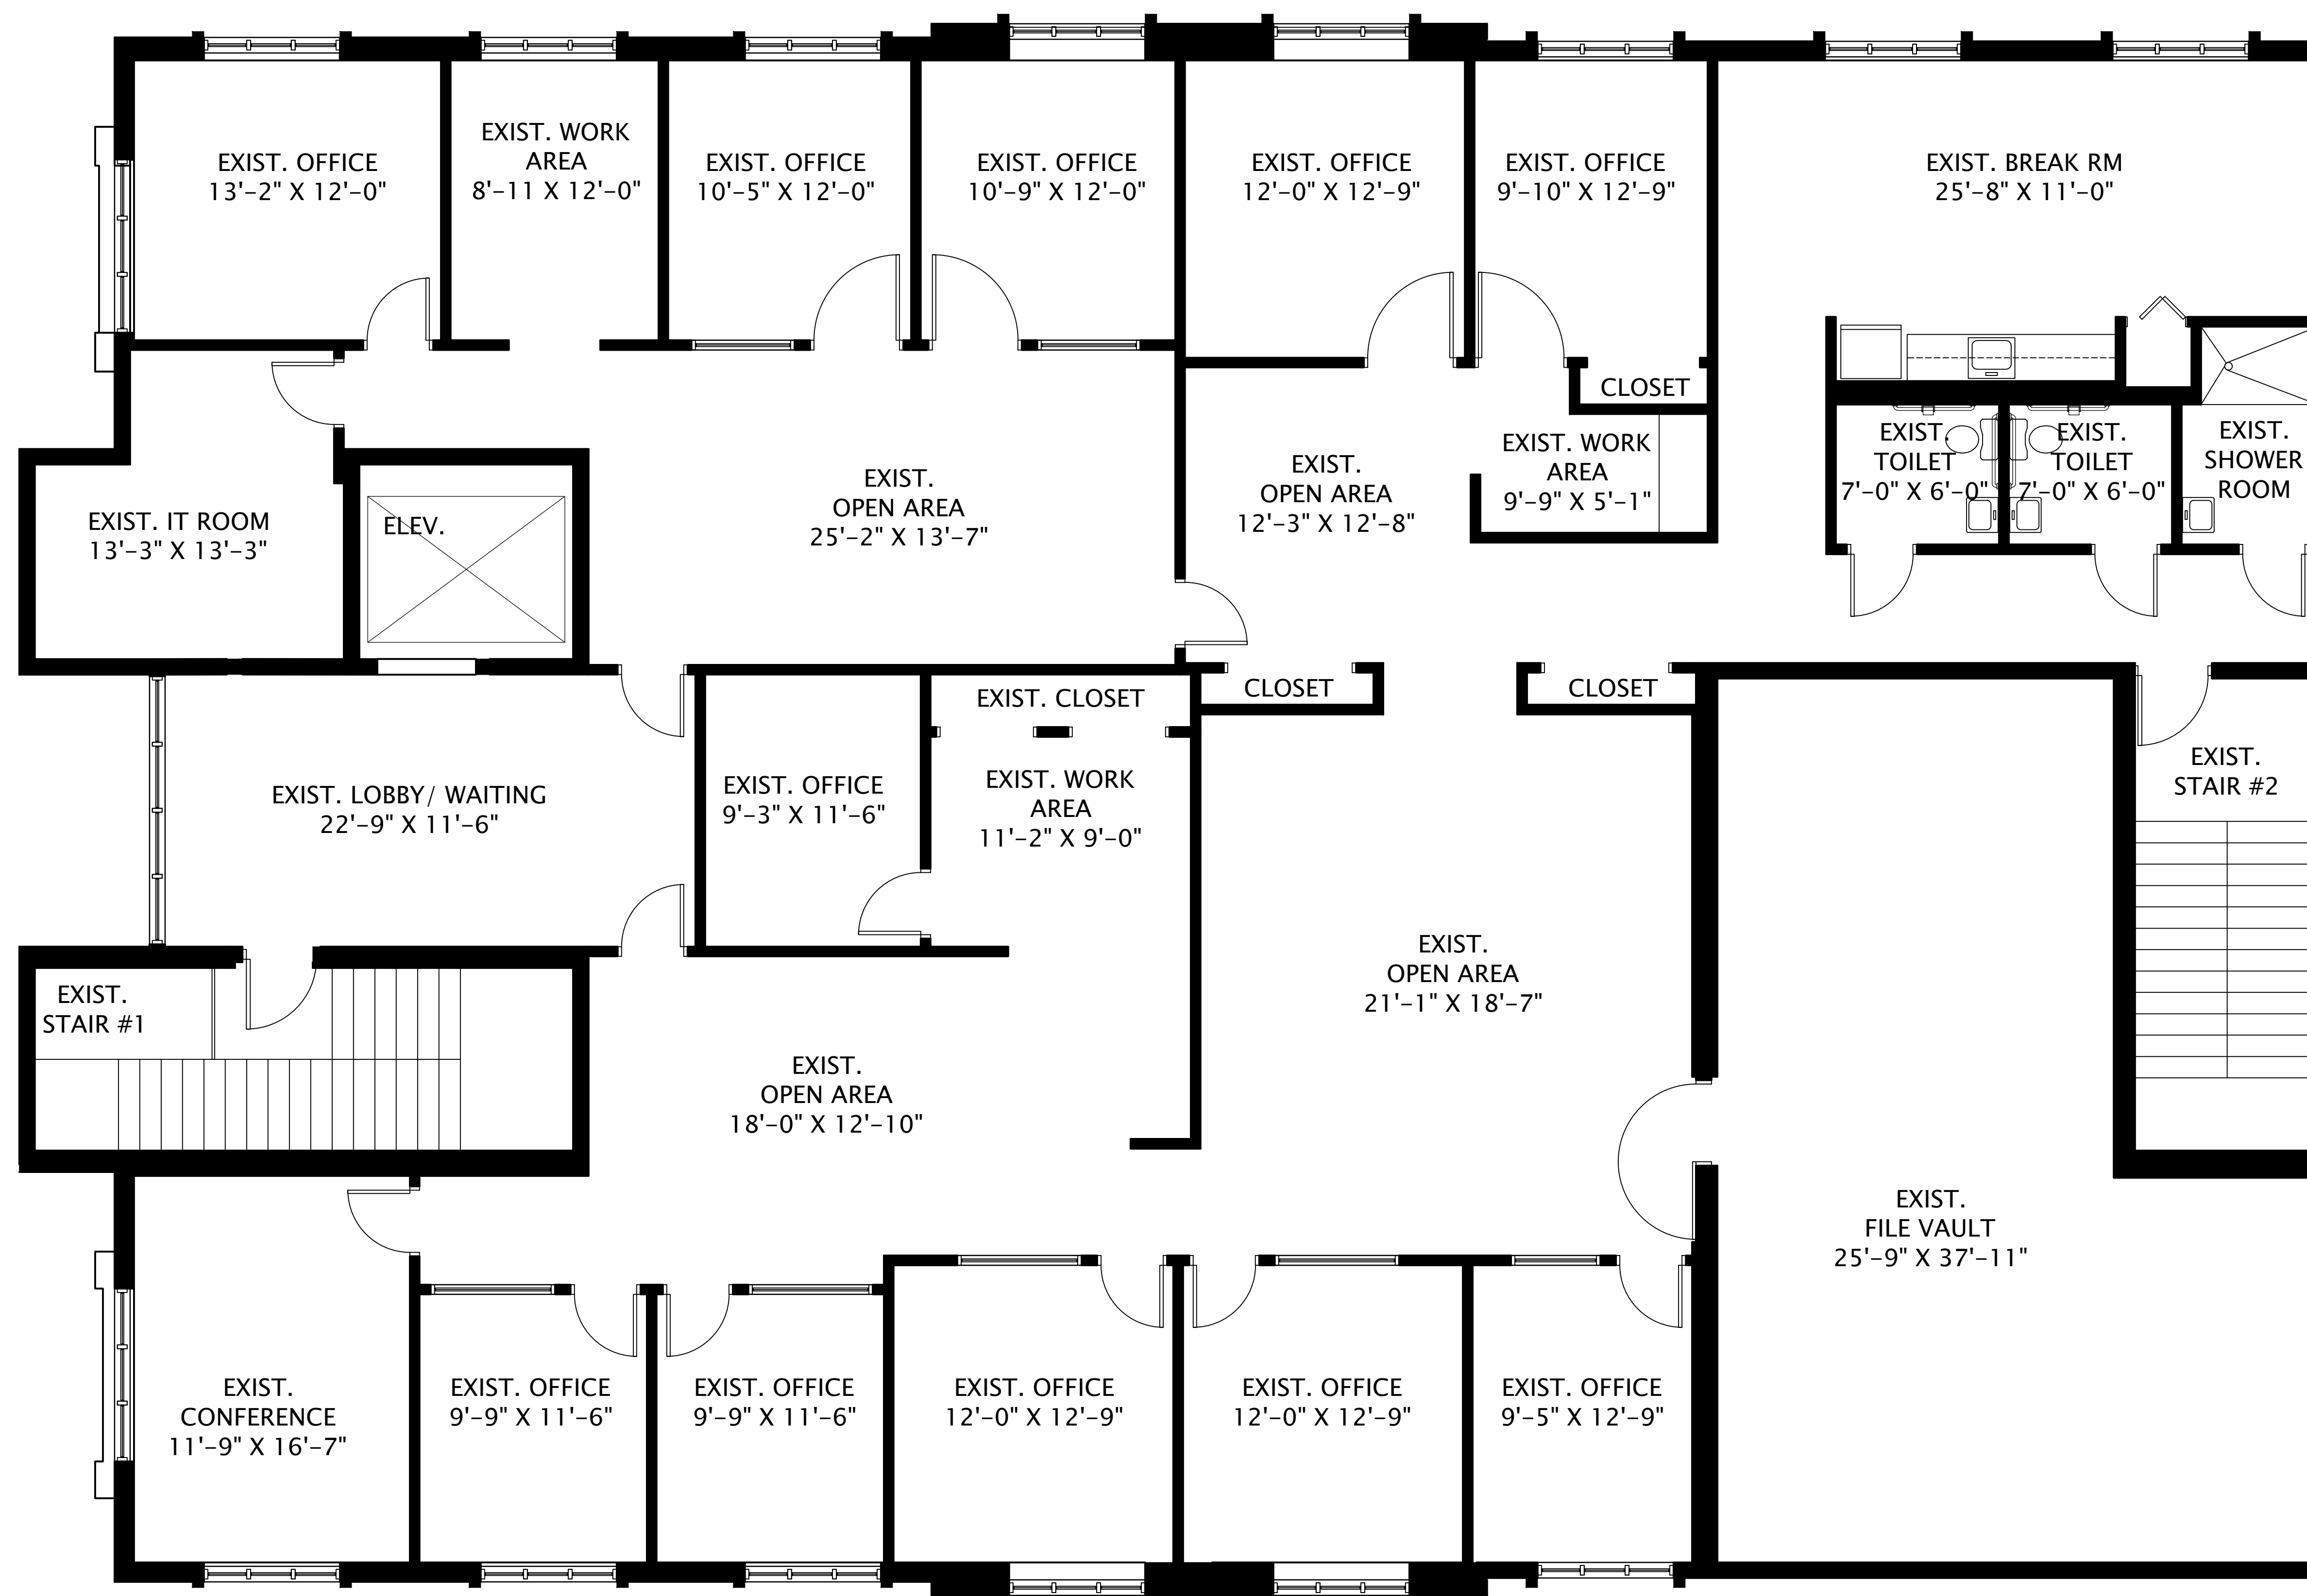 EXIST. OFFICE
13'-2" X 12'-0"
EXIST. WORK
AREA
8'-11 X 12'-0"
EXIST. OFFICE
10'-5" X 12'-0"
EXIST. OFFICE
10'-9" X 12'-0"
EXIST. OFFICE
12'-0" X 12'-9"
EXIST. OFFICE
9'-10" X 12'-9"
EXIST. BREAK RM
25'-8" X 11'-0"
CLOSET
EXIST. WORK
AREA
9'-9" X 5'-1"
EXIST.
TOILET
7'-0" X 6'-0"
EXIST.
TOILET
7'-0" X 6'-0"
EXIST.
SHOWER
ROOM
EXIST. IT ROOM
13'-3" X 13'-3"
ELEV.
EXIST.
OPEN AREA
25'-2" X 13'-7"
EXIST.
OPEN AREA
12'-3" X 12'-8"
CLOSET
CLOSET
EXIST. CLOSET
EXIST. LOBBY/ WAITING
22'-9" X 11'-6"
EXIST. OFFICE
9'-3" X 11'-6"
EXIST. WORK
AREA
11'-2" X 9'-0"
EXIST.
STAIR #2
EXIST.
OPEN AREA
21'-1" X 18'-7"
EXIST.
STAIR #1
EXIST.
OPEN AREA
18'-0" X 12'-10"
EXIST.
FILE VAULT
25'-9" X 37'-11"
EXIST.
CONFERENCE
11'-9" X 16'-7"
EXIST. OFFICE
9'-9" X 11'-6"
EXIST. OFFICE
9'-9" X 11'-6"
EXIST. OFFICE
12'-0" X 12'-9"
EXIST. OFFICE
12'-0" X 12'-9"
EXIST. OFFICE
9'-5" X 12'-9"